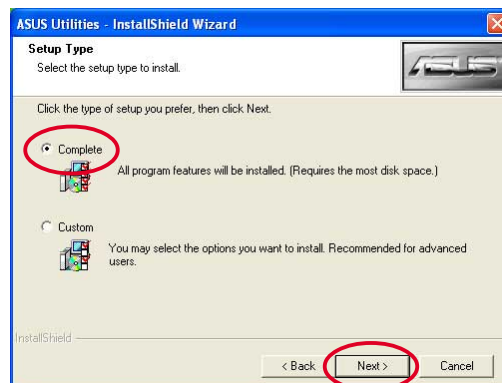 ASUS Utilities - InstallShield Wizard
Setup Type
Select the setup type to install.
ASUS
Click the type of setup you prefer, then click Next.
Complete
All program features will be installed. (Requires the most disk space.)
Custom
You may select the options you want to install. Recommended for advanced
users.
InstallShield
< Back
Next >
Cancel